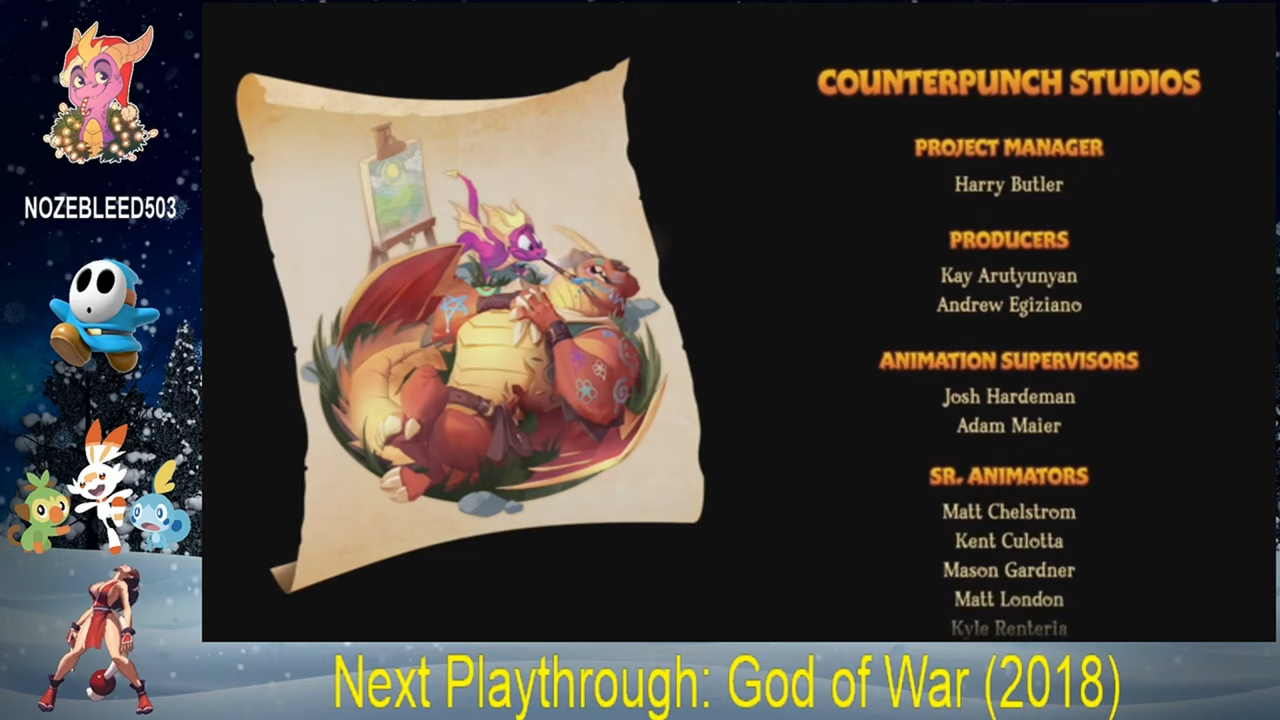 NOZEBLEED503
COUNTERPUNCH STUDIOS
PROJECT MANAGER
Harry Butler
PRODUCERS
Kay Arutyunyan
Andrew Egiziano
ANIMATION SUPERVISORS
Josh Hardeman
Adam Maier
SR. ANIMATORS
Matt Chelstrom
Kent Culotta
Mason Gardner
Matt London
Kyle Renteria
Next Playthrough: God of War (2018)